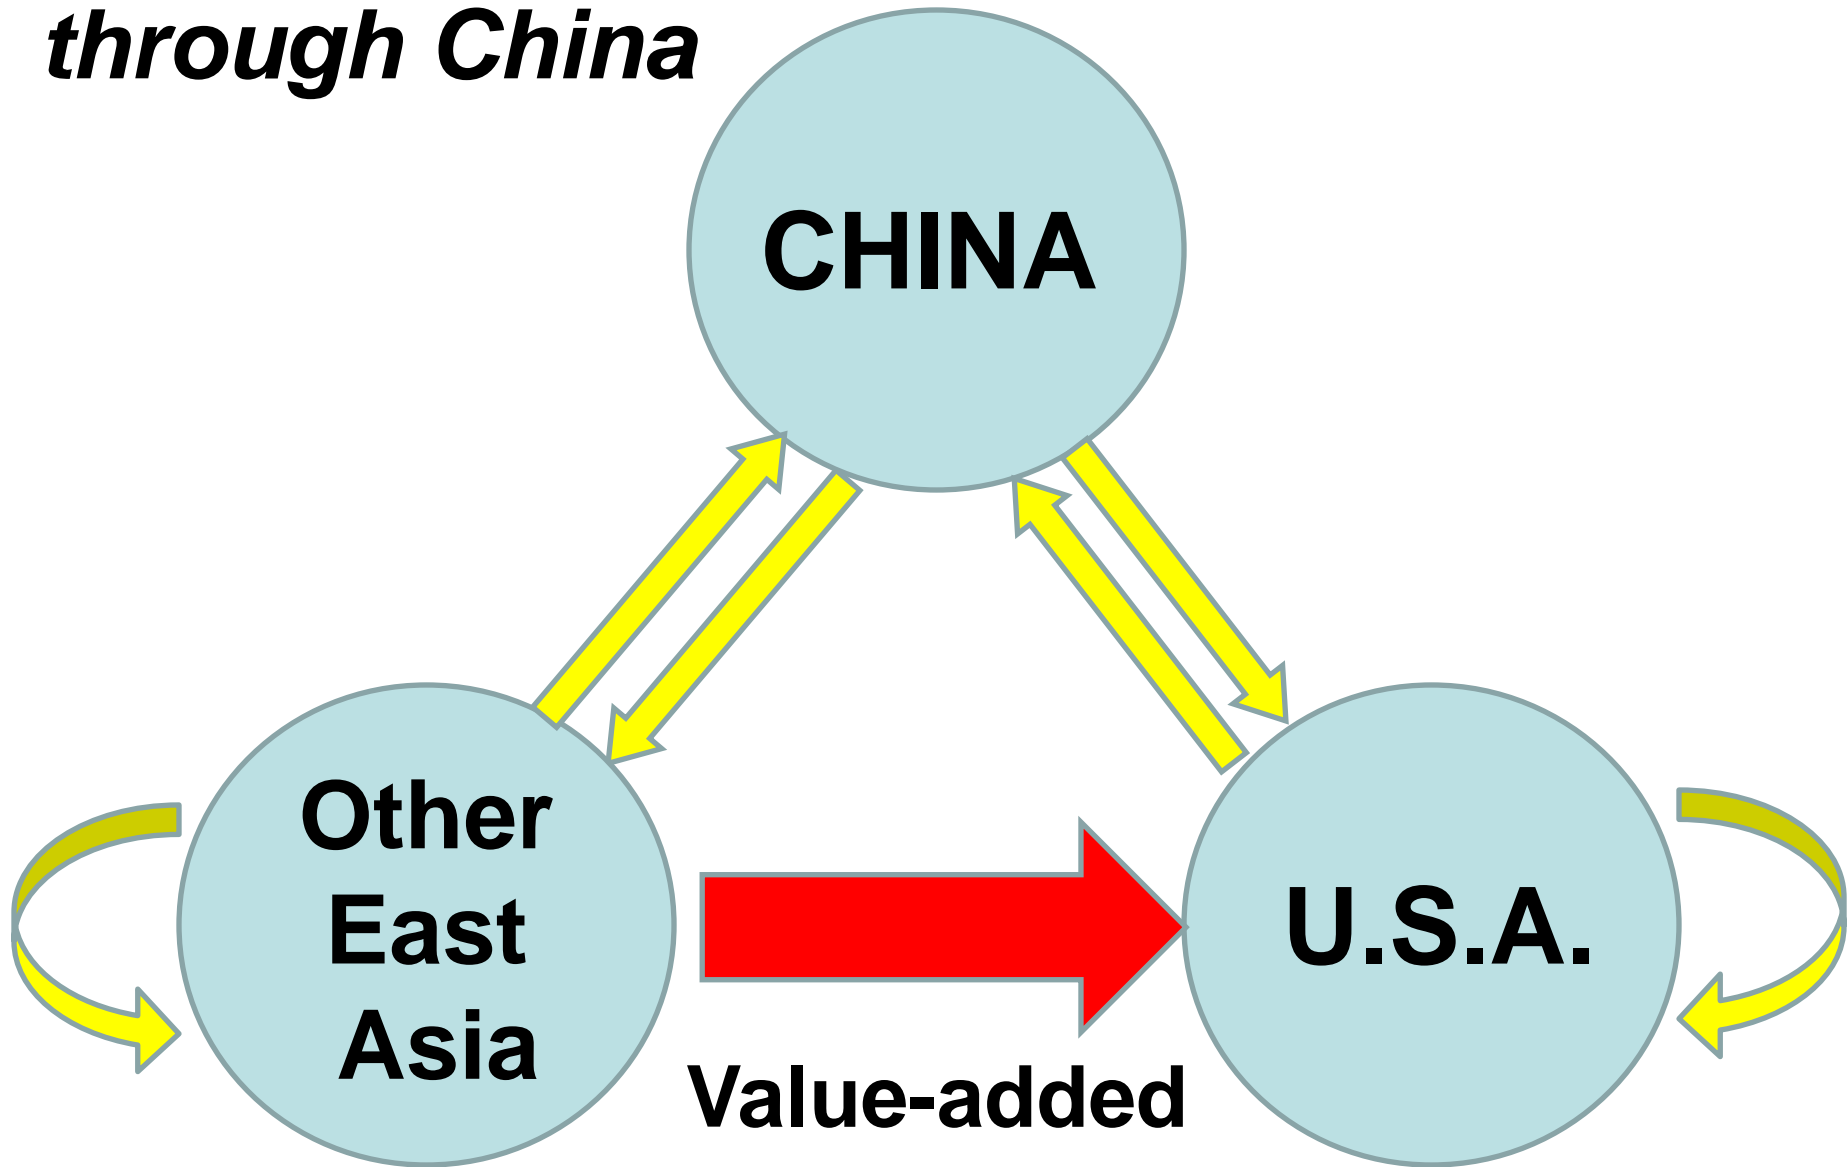 through China
CHINA
Other
East
Asia
U.S.A.
Value-added